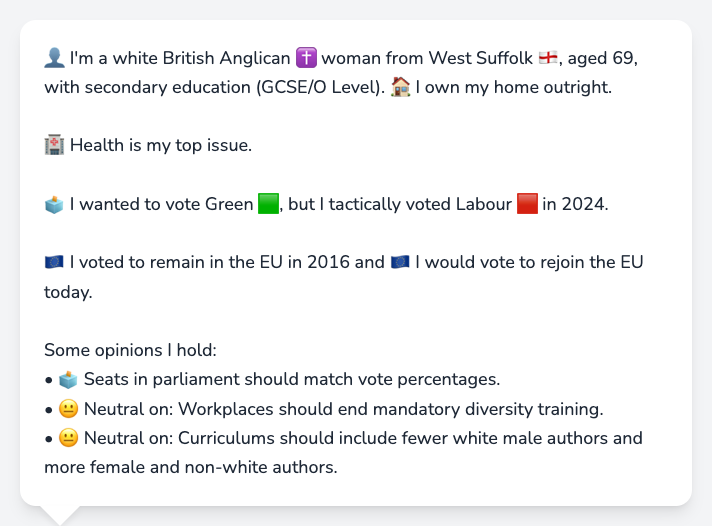 👤 I'm a white British Anglican ✝️ woman from West Suffolk 🏴󠁧󠁢󠁥󠁮󠁧󠁿, aged 69,
with secondary education (GCSE/O Level). 🏠 I own my home outright.
🏥 Health is my top issue.
🗳️ I wanted to vote Green 🟩, but I tactically voted Labour 🟥 in 2024.
🇪🇺 I voted to remain in the EU in 2016 and 🇪🇺 I would vote to rejoin the EU
today.
Some opinions I hold:
• 🗳️ Seats in parliament should match vote percentages.
• 😐 Neutral on: Workplaces should end mandatory diversity training.
• 😐 Neutral on: Curriculums should include fewer white male authors and
more female and non-white authors.